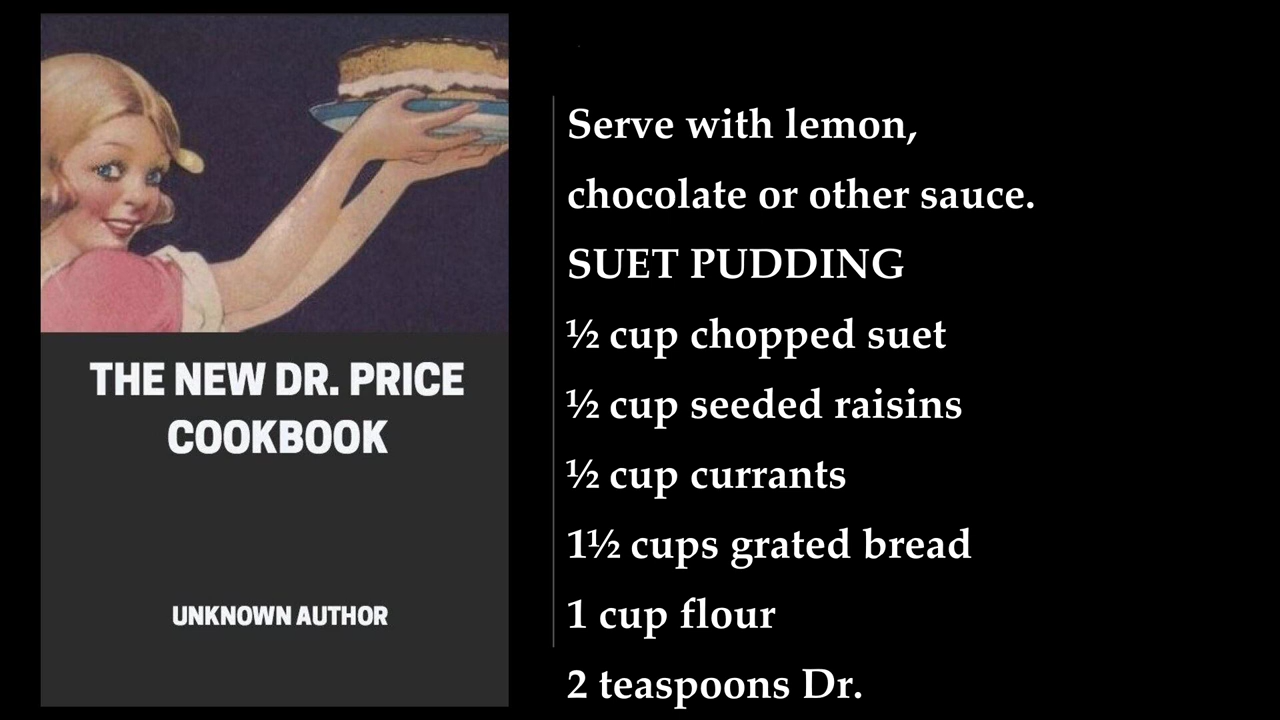 THE NEW DR. PRICE
COOKBOOK
UNKNOWN AUTHOR
Serve with lemon,
chocolate or other sauce.
SUET PUDDING
½ cup chopped suet
½ cup seeded raisins
½ cup currants
1½ cups grated bread
1 cup flour
2 teaspoons Dr.